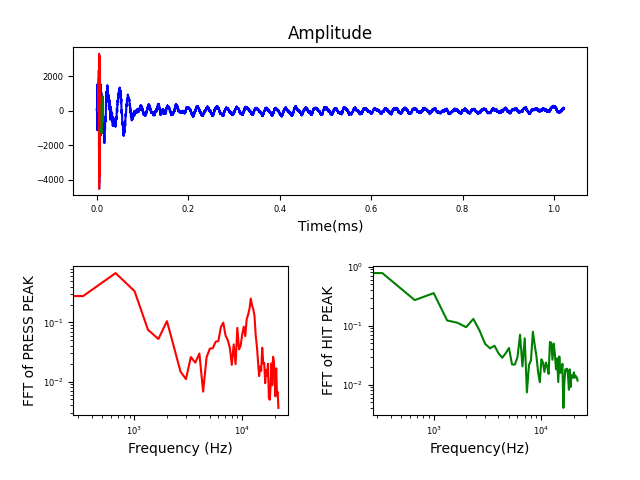 Amplitude
2000
0
−2000
−4000
0.0 0.2 0.4 0.6 0.8 1.0
Time(ms)
FFT of PRESS PEAK
10⁻¹
10⁻²
10³ 10⁴
Frequency (Hz)
FFT of HIT PEAK
10⁰
10⁻¹
10⁻²
10³ 10⁴
Frequency(Hz)